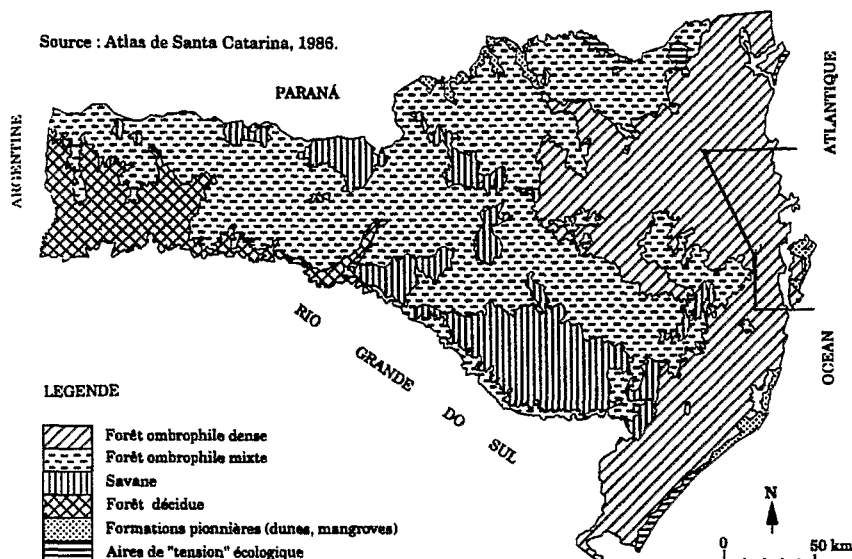 Source : Atlas de Santa Catarina, 1986.
PARANÁ
ARGENTINE
ATLANTIQUE
OCEAN
RIO GRANDE DO SUL
LEGENDE
Forêt ombrophile dense
Forêt ombrophile mixte
Savane
Forêt décidue
Formations pionnières (dunes, mangroves)
Aires de "tension" écologique
N
0 50 km